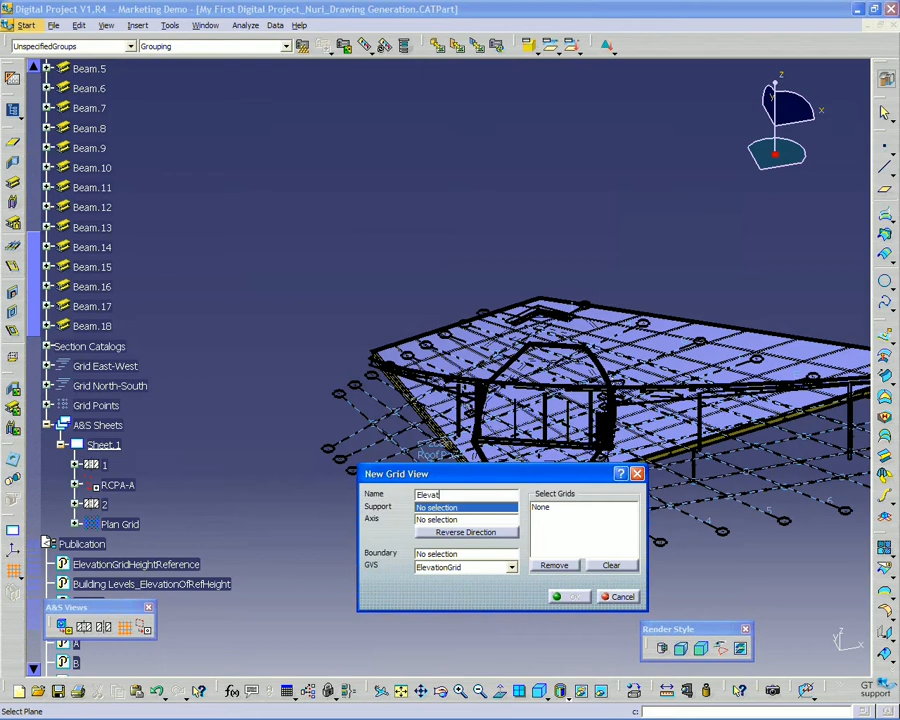 Digital Project V1,R4 - Marketing Demo - [My First Digital Project_Nuri_Drawing Generation.CATPart]
Start File Edit View Insert Tools Window Analyze Data Help
UnspecifiedGroups Grouping
Beam.5
Beam.6
Beam.7
Beam.8
Beam.9
Beam.10
Beam.11
Beam.12
Beam.13
Beam.14
Beam.15
Beam.16
Beam.17
Beam.18
Section Catalogs
Grid East-West
Grid North-South
Grid Points
A&S Sheets
Sheet.1
1
RCPA-A
2
Plan Grid
Publication
ElevationGridHeightReference
Building Levels_ElevationOfRefHeight
A
B
z
y
x
4
5
New Grid View
Name Elevat
Support No selection
Axis No selection
Reverse Direction
Boundary No selection
GVS ElevationGrid
Select Grids
None
Remove Clear
Cancel
A&S Views
Render Style
z
y
x
GT
support
Select Plane
c: